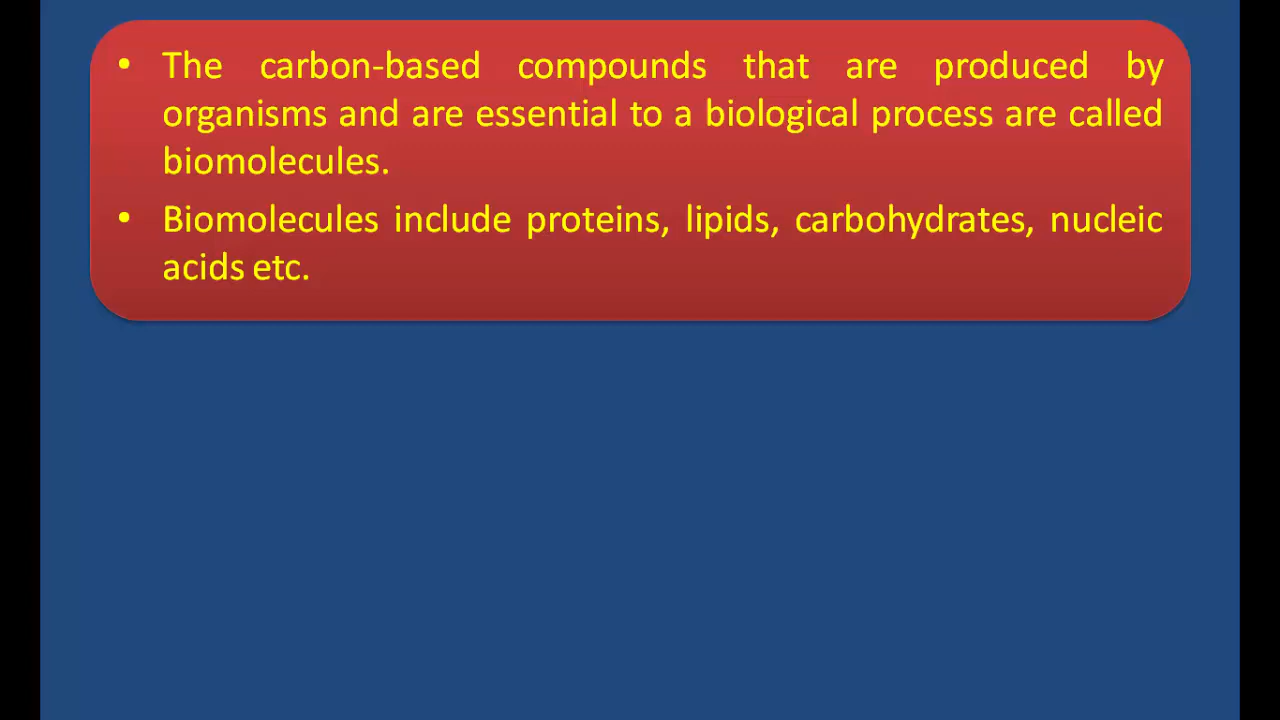 • The carbon-based compounds that are produced by
organisms and are essential to a biological process are called
biomolecules.
• Biomolecules include proteins, lipids, carbohydrates, nucleic
acids etc.